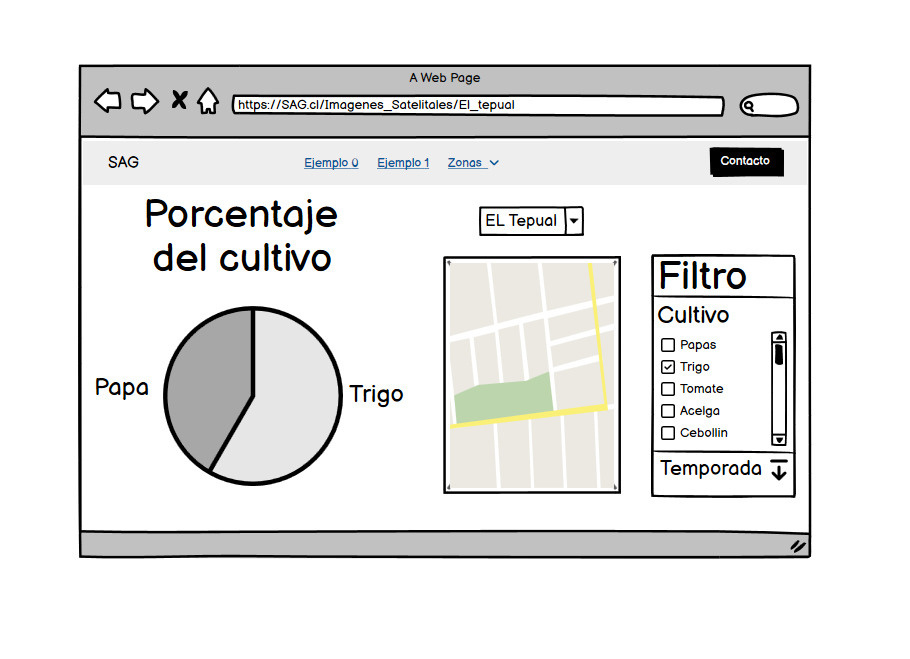 A Web Page
https://SAG.cl/Imagenes_Satelitales/El_tepual
SAG
Ejemplo 0
Ejemplo 1
Zonas
Contacto
Porcentaje
del cultivo
Papa
Trigo
EL Tepual
Filtro
Cultivo
Papas
Trigo
Tomate
Acelga
Cebollin
Temporada